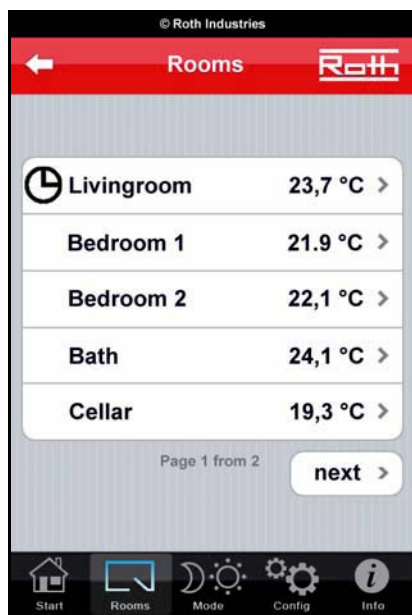 © Roth Industries
Rooms
Roth
Livingroom 23,7 °C >
Bedroom 1 21.9 °C >
Bedroom 2 22,1 °C >
Bath 24,1 °C >
Cellar 19,3 °C >
Page 1 from 2
next >
Start Rooms Mode Config Info